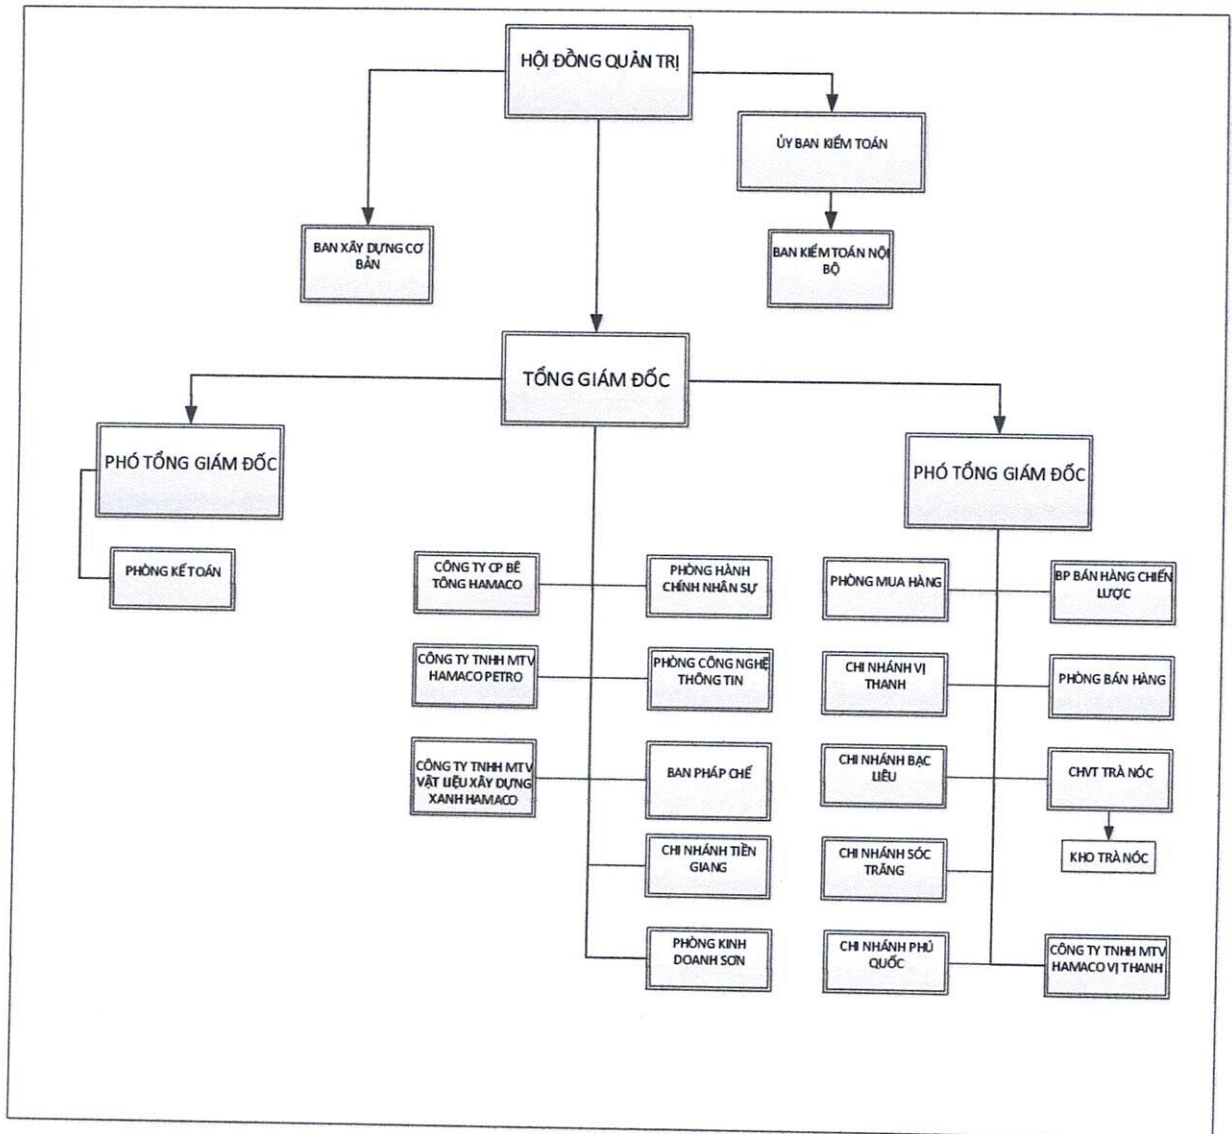 HỘI ĐỒNG QUẢN TRỊ
ỦY BAN KIỂM TOÁN
BAN XÂY DỰNG CƠ
BẢN
BAN KIỂM TOÁN NỘI
BỘ
TỔNG GIÁM ĐỐC
PHÓ TỔNG GIÁM ĐỐC
PHÓ TỔNG GIÁM ĐỐC
PHÒNG KẾ TOÁN
CÔNG TY CP BÊ
TÔNG HAMACO
PHÒNG HÀNH
CHÍNH NHÂN SỰ
PHÒNG MUA HÀNG
BP BÁN HÀNG CHIẾN
LƯỢC
CÔNG TY TNHH MTV
HAMACO PETRO
PHÒNG CÔNG NGHỆ
THÔNG TIN
CHI NHÁNH VỊ
THANH
PHÒNG BÁN HÀNG
CÔNG TY TNHH MTV
VẬT LIỆU XÂY DỰNG
XANH HAMACO
BAN PHÁP CHẾ
CHI NHÁNH BẠC
LIÊU
CHVT TRÀ NÓC
CHI NHÁNH TIỀN
GIANG
CHI NHÁNH SÓC
TRĂNG
KHO TRÀ NÓC
PHÒNG KINH
DOANH SƠN
CHI NHÁNH PHÚ
QUỐC
CÔNG TY TNHH MTV
HAMACO VỊ THANH